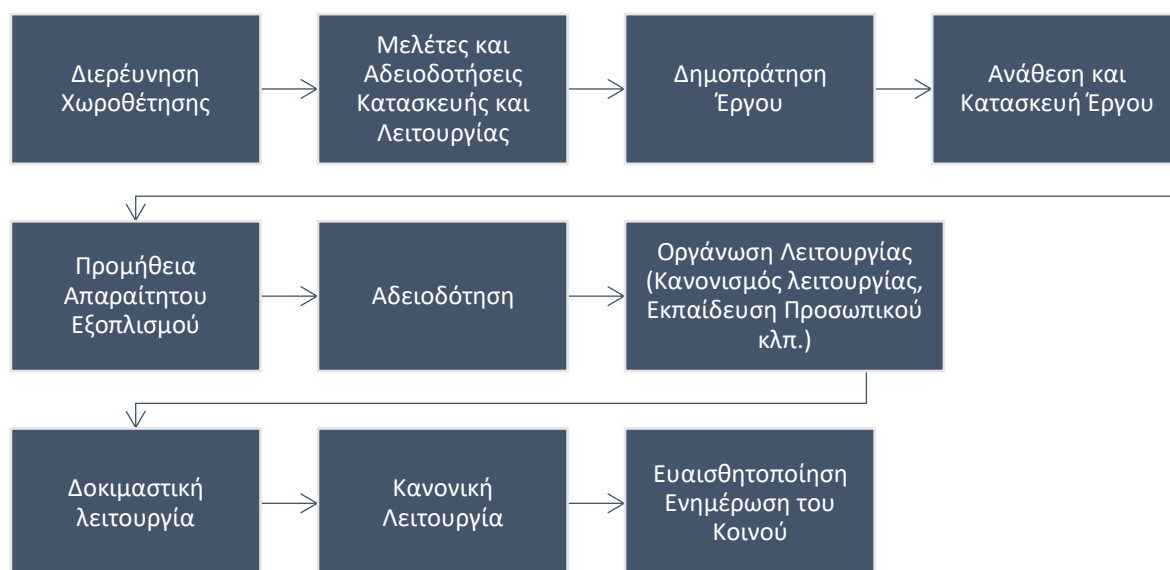 Διερέυνηση
Χωροθέτησης
Μελέτες και
Αδειοδοτήσεις
Κατασκευής και
Λειτουργίας
Δημοπράτηση
Έργου
Ανάθεση και
Κατασκευή Έργου
Προμήθεια
Απαραίτητου
Εξοπλισμού
Αδειοδότηση
Οργάνωση Λειτουργίας
(Κανονισμός λειτουργίας,
Εκπαίδευση Προσωπικού
κλπ.)
Δοκιμαστική
λειτουργία
Κανονική
Λειτουργία
Ευαισθητοποίηση
Ενημέρωση του
Κοινού